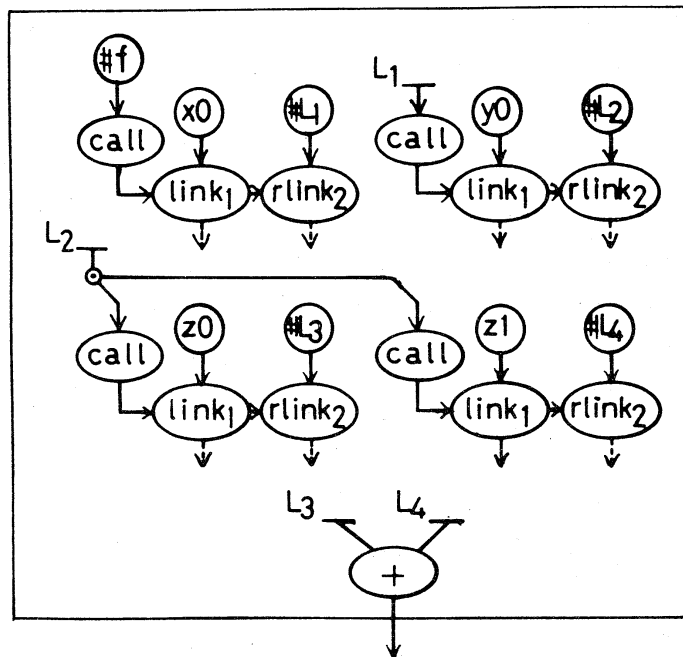 #f
x0 #L1 L1 y0 #L2
call call
link1 rlink2 link1 rlink2
L2
z0 #L3 z1 #L4
call call
link1 rlink2 link1 rlink2
L3 L4
+